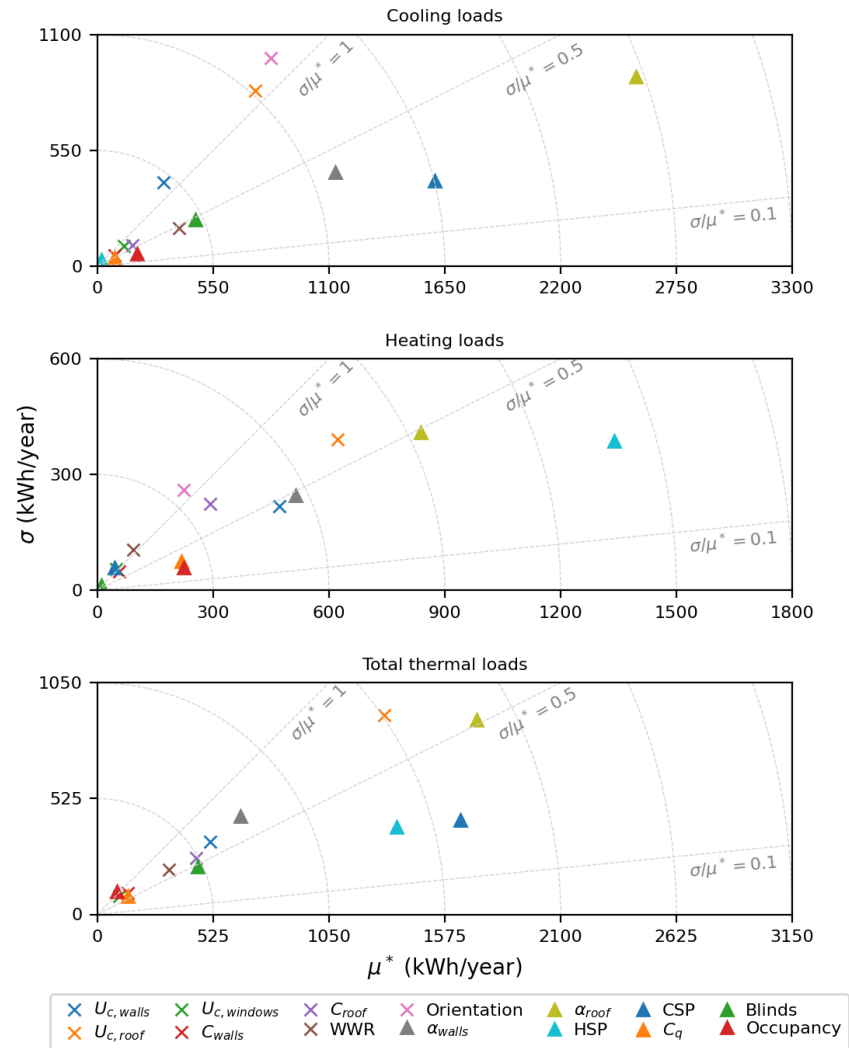 Cooling loads
1100
550
0
σ/μ* = 1
σ/μ* = 0.5
σ/μ* = 0.1
0 550 1100 1650 2200 2750 3300
Heating loads
600
300
0
σ/μ* = 1
σ/μ* = 0.5
σ/μ* = 0.1
0 300 600 900 1200 1500 1800
σ (kWh/year)
Total thermal loads
1050
525
0
σ/μ* = 1
σ/μ* = 0.5
σ/μ* = 0.1
0 525 1050 1575 2100 2625 3150
μ* (kWh/year)
U_c,walls U_c,windows C_roof Orientation α_roof CSP Blinds
U_c,roof C_walls WWR α_walls HSP C_q Occupancy